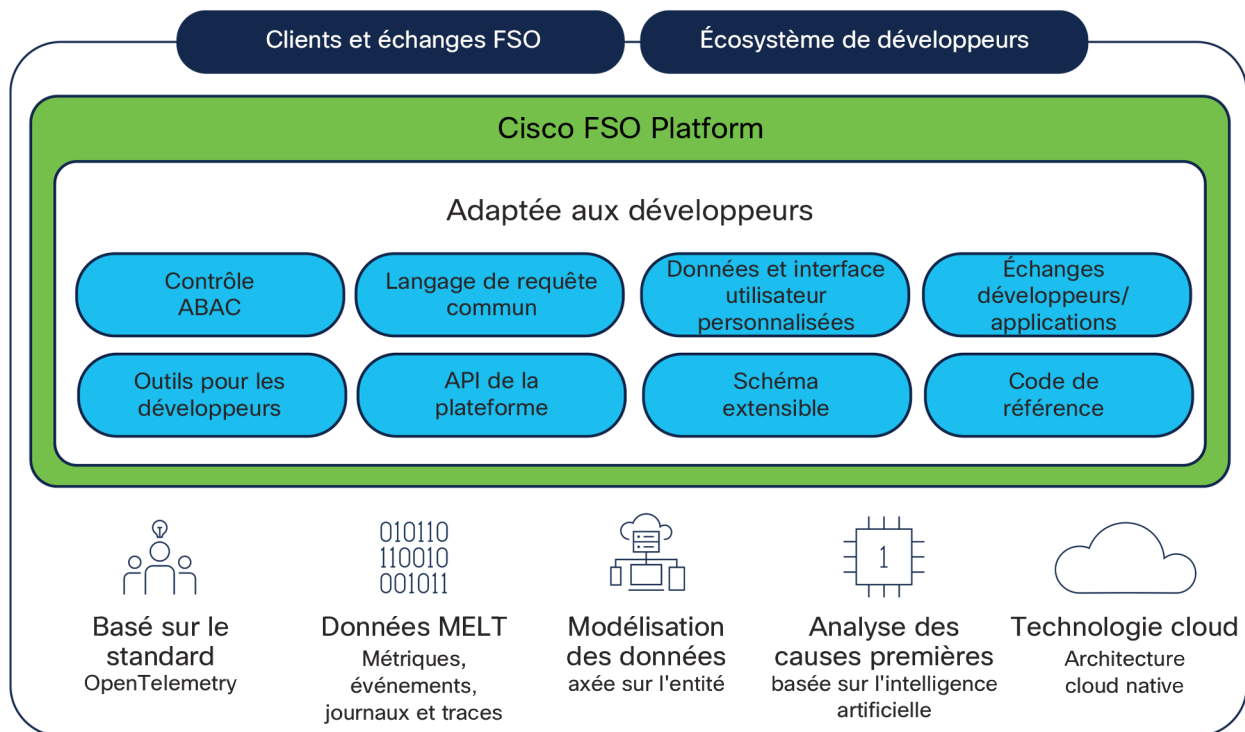 Clients et échanges FSO
Écosystème de développeurs
Cisco FSO Platform
Adaptée aux développeurs
Contrôle
ABAC
Langage de requête
commun
Données et interface
utilisateur
personnalisées
Échanges
développeurs/
applications
Outils pour les
développeurs
API de la
plateforme
Schéma
extensible
Code de
référence
010110
110010
001011
1
Basé sur le
standard
OpenTelemetry
Données MELT
Métriques,
événements,
journaux et traces
Modélisation
des données
axée sur l'entité
Analyse des
causes premières
basée sur l'intelligence
artificielle
Technologie cloud
Architecture
cloud native